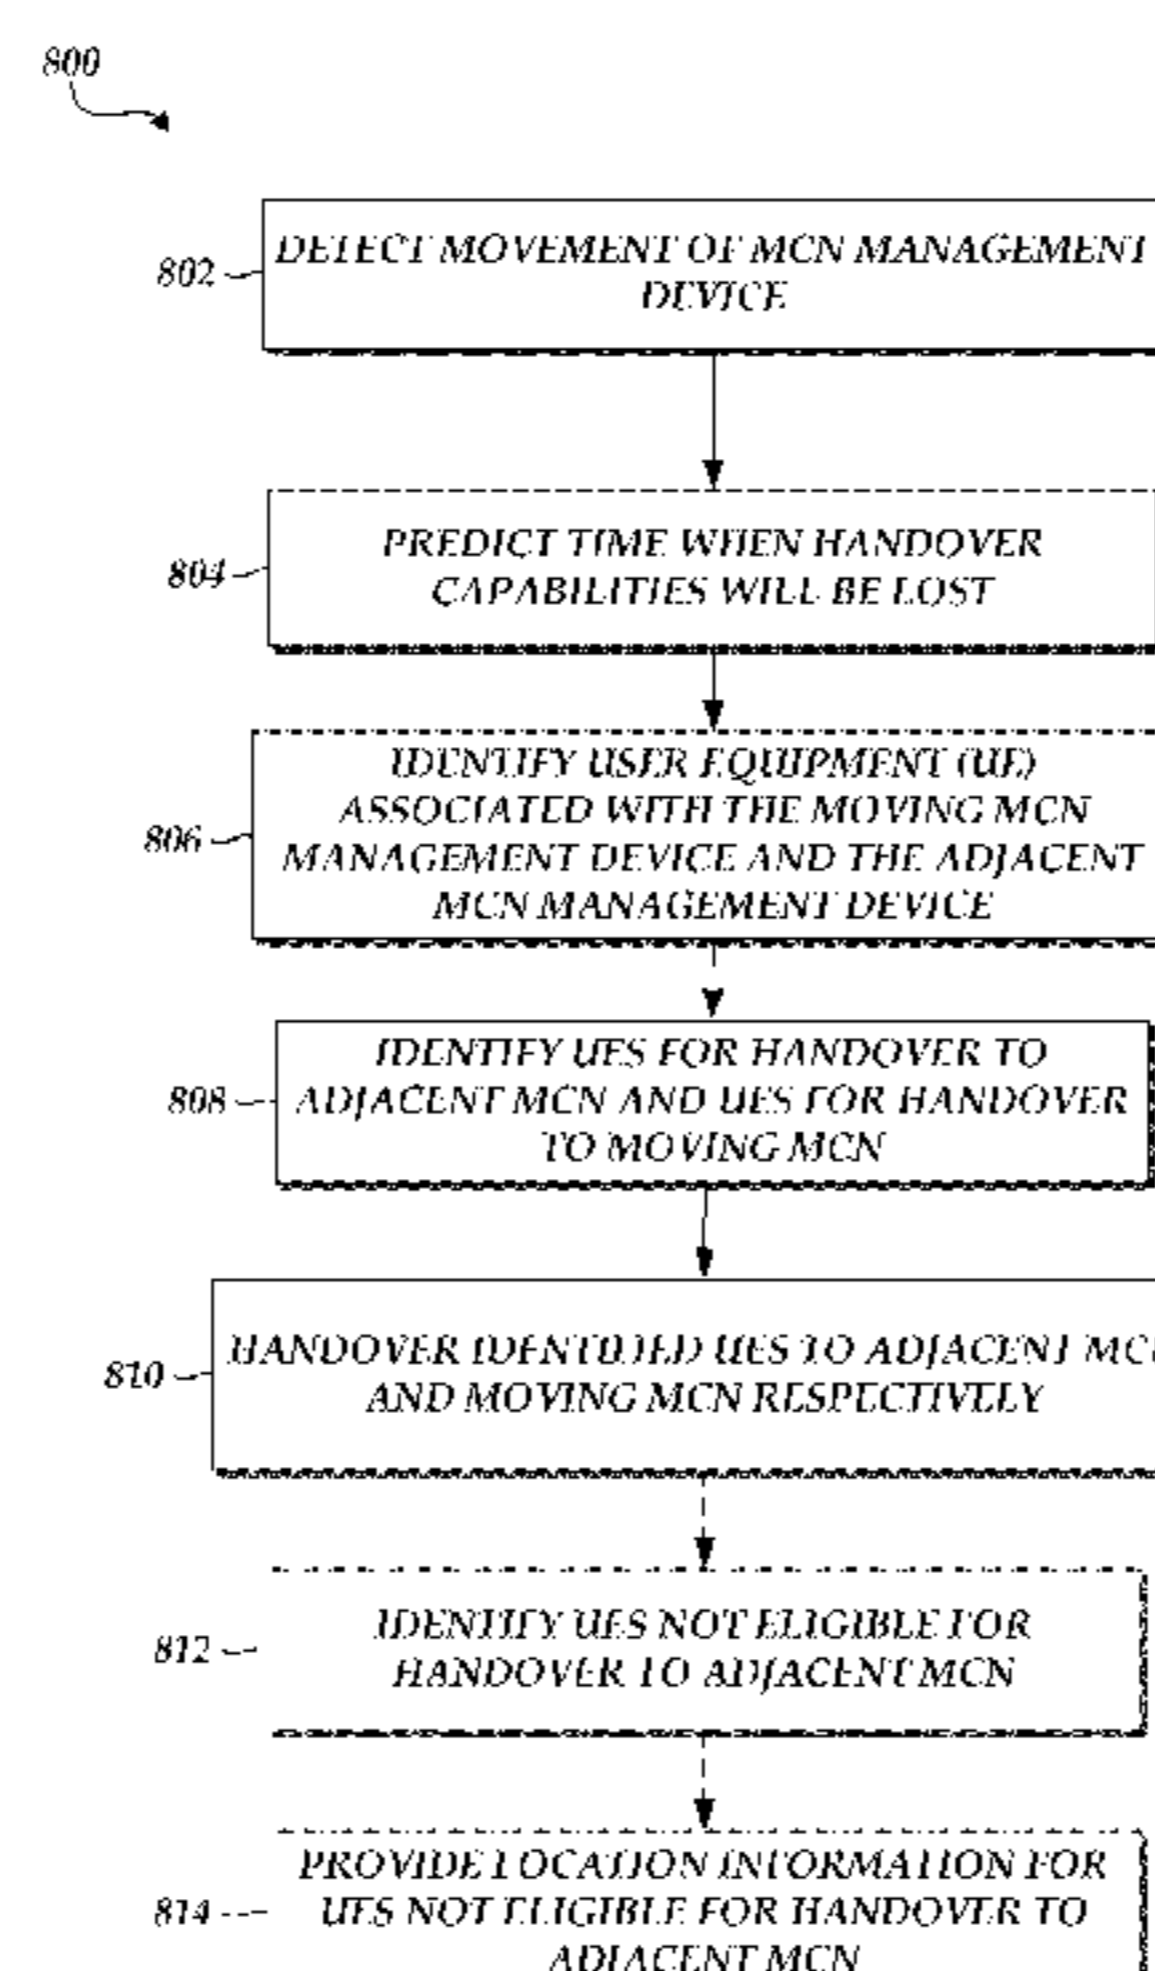 800
802
DETECT MOVEMENT OF MCN MANAGEMENT
DEVICE
804
PREDICT TIME WHEN HANDOVER
CAPABILITIES WILL BE LOST
806
IDENTIFY USER EQUIPMENT (UE)
ASSOCIATED WITH THE MOVING MCN
MANAGEMENT DEVICE AND THE ADJACENT
MCN MANAGEMENT DEVICE
808
IDENTIFY UES FOR HANDOVER TO
ADJACENT MCN AND UES FOR HANDOVER
TO MOVING MCN
810
HANDOVER IDENTIFIED UES TO ADJACENT MC
AND MOVING MCN RESPECTIVELY
812
IDENTIFY UES NOT ELIGIBLE FOR
HANDOVER TO ADJACENT MCN
814
PROVIDE LOCATION INFORMATION FOR
UES NOT ELIGIBLE FOR HANDOVER TO
ADJACENT MCN